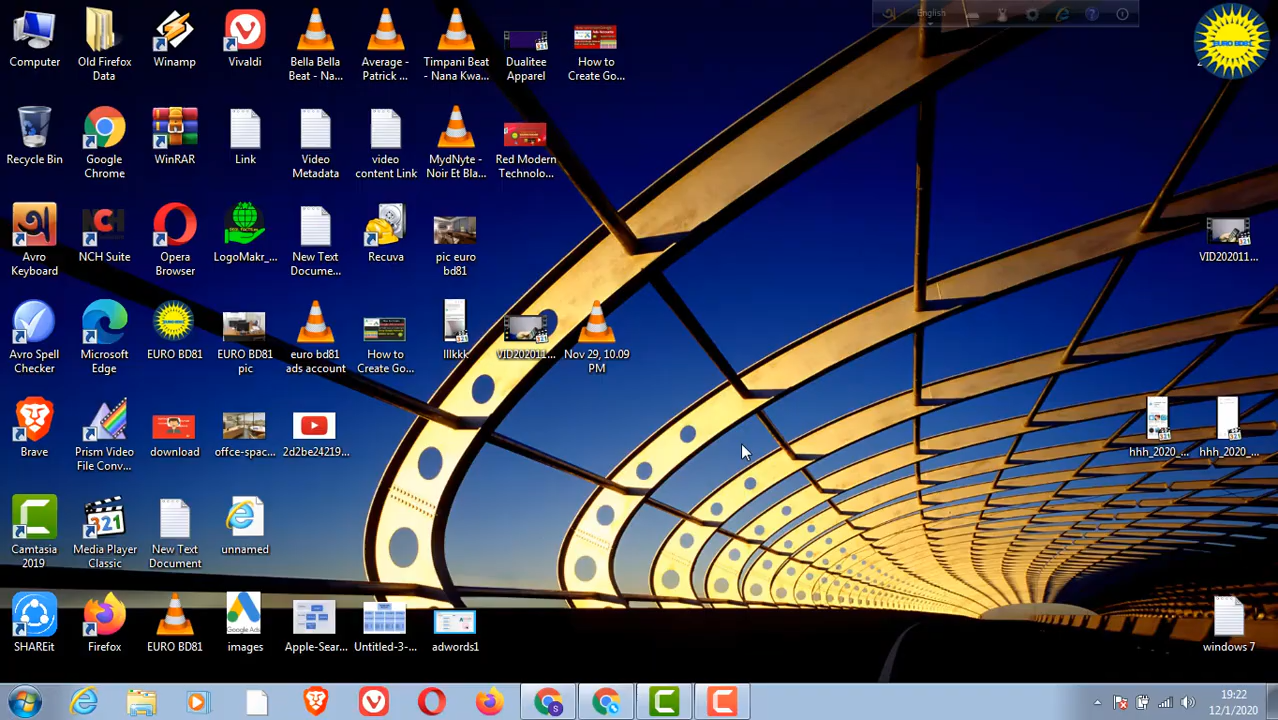 English
EURO BD81
Computer
Old Firefox
Data
Winamp
Vivaldi
Bella Bella
Beat - Na...
Average -
Patrick ...
Timpani Beat
- Nana Kwa...
Dualitee
Apparel
How to
Create Go...
Recycle Bin
Google
Chrome
WinRAR
Link
Video
Metadata
video
content Link
MydNyte -
Noir Et Bla...
Red Modern
Technolo...
Avro
Keyboard
NCH Suite
Opera
Browser
LogoMakr_...
New Text
Docume...
Recuva
pic euro
bd81
VID202011...
Avro Spell
Checker
Microsoft
Edge
EURO BD81
EURO BD81
pic
euro bd81
ads account
How to
Create Go...
lllkkk
VID202011...
Nov 29, 10.09
PM
Brave
Prism Video
File Conv...
download
offce-spac...
2d2be24219...
hhh_2020_...
hhh_2020_...
Camtasia
2019
Media Player
Classic
321
New Text
Document
unnamed
SHAREit
Firefox
EURO BD81
Google Ads
images
Apple-Sear...
Untitled-3-...
adwords1
windows 7
19:22
12/1/2020